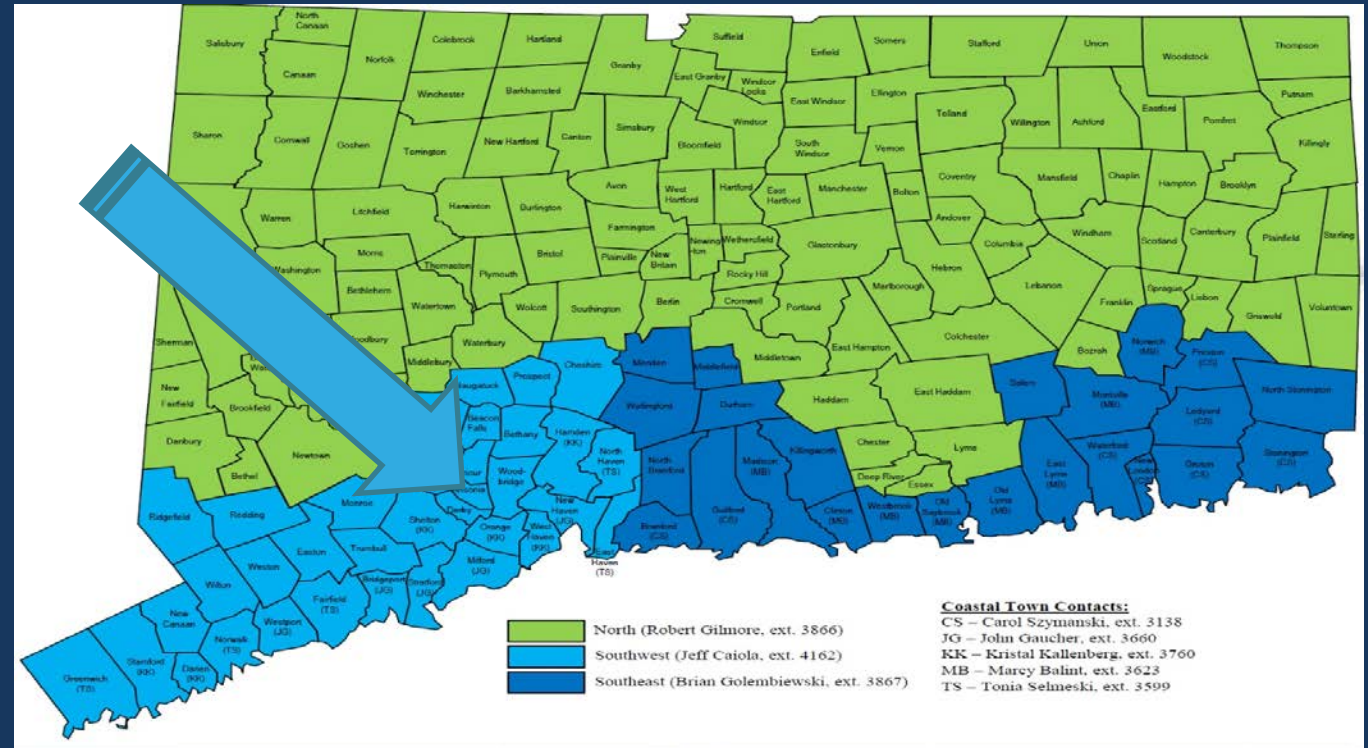 North
Canaan
Salisbury
Canaan
Norfolk
Colebrook
Hartland
Granby
Suffield
East Granby
Windsor
Locks
Enfield
Somers
Stafford
Union
Woodstock
Thompson
Putnam
Winchester
Barkhamsted
East Windsor
Ellington
Tolland
Willington
Ashford
Eastford
Pomfret
Killingly
Sharon
Cornwall
Goshen
Torrington
New Hartford
Canton
Simsbury
Bloomfield
Windsor
South
Windsor
Vernon
Coventry
Mansfield
Chaplin
Hampton
Brooklyn
Warren
Litchfield
Harwinton
Burlington
Avon
West
Hartford
Hartford
East
Hartford
Manchester
Bolton
Andover
Columbia
Windham
Scotland
Canterbury
Plainfield
Sterling
Washington
Morris
Bethlehem
Thomaston
Watertown
Plymouth
Bristol
Farmington
Plainville
New
Britain
Newing
-ton
Wethersfield
Rocky Hill
Glastonbury
Marlborough
Hebron
Lebanon
Franklin
Sprague
Lisbon
Griswold
Voluntown
Sherman
Woodbury
Middlebury
Waterbury
Wolcott
Southington
Berlin
Cromwell
Portland
Middletown
East Hampton
Colchester
Bozrah
Norwich
(MB)
Preston
(CS)
New
Fairfield
Brookfield
Danbury
Bethel
Newtown
Naugatuck
Prospect
Cheshire
Meriden
Middlefield
Wallingford
Durham
Haddam
East Haddam
Salem
Montville
(MB)
North Stonington
Ledyard
(CS)
Beacon
Falls
Bethany
Hamden
(KK)
North
Haven
(TS)
Wood-
bridge
North
Branford
Madison
(MB)
Killingworth
Chester
Deep River
Essex
Lyme
Waterford
(CS)
East
Lyme
(MB)
New
London
(CS)
Groton
(CS)
Stonington
(CS)
Ridgefield
Redding
Monroe
Shelton
(KK)
Derby
Orange
(KK)
New
Haven
(JG)
West
Haven
(KK)
East
Haven
(TS)
Branford
(CS)
Guilford
(CS)
Clinton
(MB)
Westbrook
(MB)
Old
Saybrook
(MB)
Old
Lyme
(MB)
Easton
Trumbull
Milford
(JG)
Wilton
Weston
Fairfield
(TS)
Bridgeport
(JG)
Stratford
(JG)
New
Canaan
Norwalk
(TS)
Westport
(JG)
Greenwich
(TS)
Stamford
(KK)
Darien
(KK)
North (Robert Gilmore, ext. 3866)
Southwest (Jeff Caiola, ext. 4162)
Southeast (Brian Golembiewski, ext. 3867)
Coastal Town Contacts:
CS – Carol Szymanski, ext. 3138
JG – John Gaucher, ext. 3660
KK – Kristal Kallenberg, ext. 3760
MB – Marcy Balint, ext. 3623
TS – Tonia Selmeski, ext. 3599